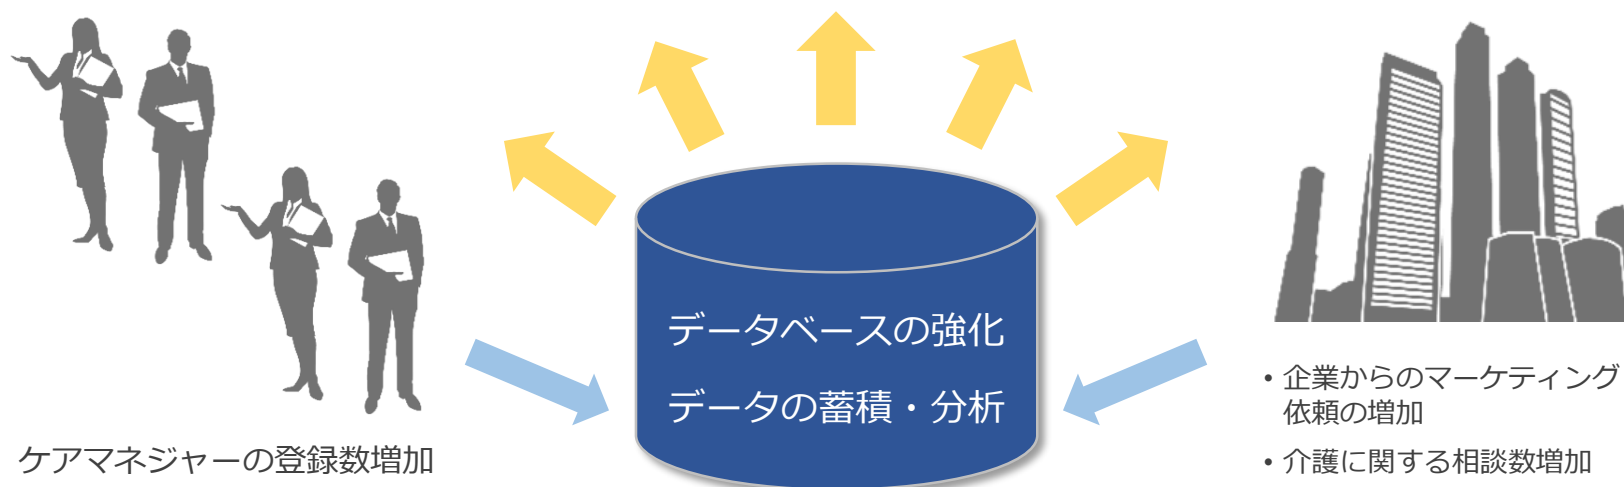 データベースの強化
データの蓄積・分析
ケアマネジャーの登録数増加
・企業からのマーケティング
依頼の増加
・介護に関する相談数増加